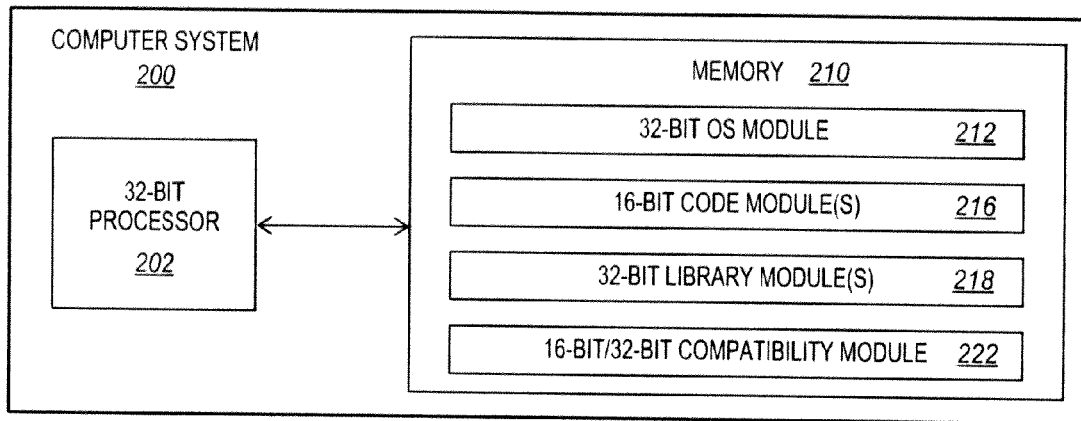 COMPUTER SYSTEM
200
32-BIT
PROCESSOR
202
MEMORY 210
32-BIT OS MODULE 212
16-BIT CODE MODULE(S) 216
32-BIT LIBRARY MODULE(S) 218
16-BIT/32-BIT COMPATIBILITY MODULE 222